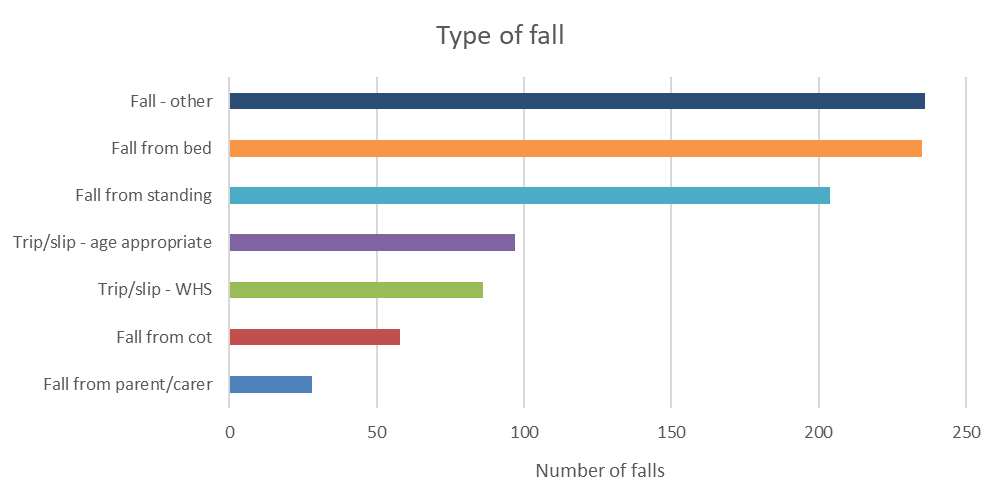 Type of fall
Fall - other
Fall from bed
Fall from standing
Trip/slip - age appropriate
Trip/slip - WHS
Fall from cot
Fall from parent/carer
0 50 100 150 200 250
Number of falls